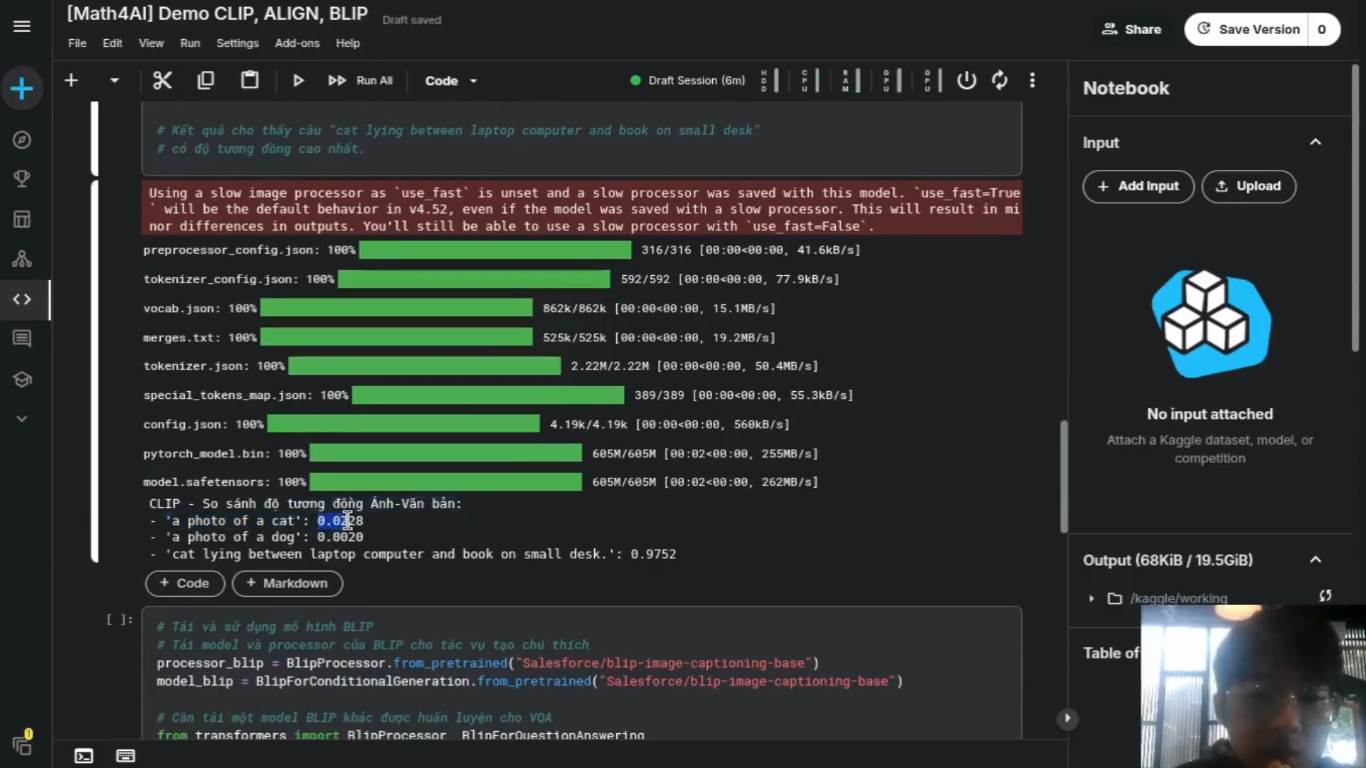 [Math4AI] Demo CLIP, ALIGN, BLIP
Draft saved
File Edit View Run Settings Add-ons Help
Share
Save Version 0
Run All
Code
Draft Session (6m)
HDD
CPU
RAM
GPU
GPU
# Kết quả cho thấy câu "cat lying between laptop computer and book on small desk"
# có độ tương đồng cao nhất.
Using a slow image processor as `use_fast` is unset and a slow processor was saved with this model. `use_fast=True
` will be the default behavior in v4.52, even if the model was saved with a slow processor. This will result in mi
nor differences in outputs. You'll still be able to use a slow processor with `use_fast=False`.
preprocessor_config.json: 100% 316/316 [00:00<00:00, 41.6kB/s]
tokenizer_config.json: 100% 592/592 [00:00<00:00, 77.9kB/s]
vocab.json: 100% 862k/862k [00:00<00:00, 15.1MB/s]
merges.txt: 100% 525k/525k [00:00<00:00, 19.2MB/s]
tokenizer.json: 100% 2.22M/2.22M [00:00<00:00, 50.4MB/s]
special_tokens_map.json: 100% 389/389 [00:00<00:00, 55.3kB/s]
config.json: 100% 4.19k/4.19k [00:00<00:00, 560kB/s]
pytorch_model.bin: 100% 605M/605M [00:02<00:00, 255MB/s]
model.safetensors: 100% 605M/605M [00:02<00:00, 262MB/s]
CLIP - So sánh độ tương đồng Ảnh-Văn bản:
- 'a photo of a cat': 0.0228
- 'a photo of a dog': 0.0020
- 'cat lying between laptop computer and book on small desk.': 0.9752
+ Code + Markdown
[ ]:
# Tải và sử dụng mô hình BLIP
# Tải model và processor của BLIP cho tác vụ tạo chú thích
processor_blip = BlipProcessor.from_pretrained("Salesforce/blip-image-captioning-base")
model_blip = BlipForConditionalGeneration.from_pretrained("Salesforce/blip-image-captioning-base")
# Cần tải một model BLIP khác được huấn luyện cho VQA
from transformers import BlipProcessor, BlipForQuestionAnswering
Notebook
Input
+ Add Input
Upload
No input attached
Attach a Kaggle dataset, model, or
competition
Output (68KiB / 19.5GiB)
/kaggle/working
Table of
1